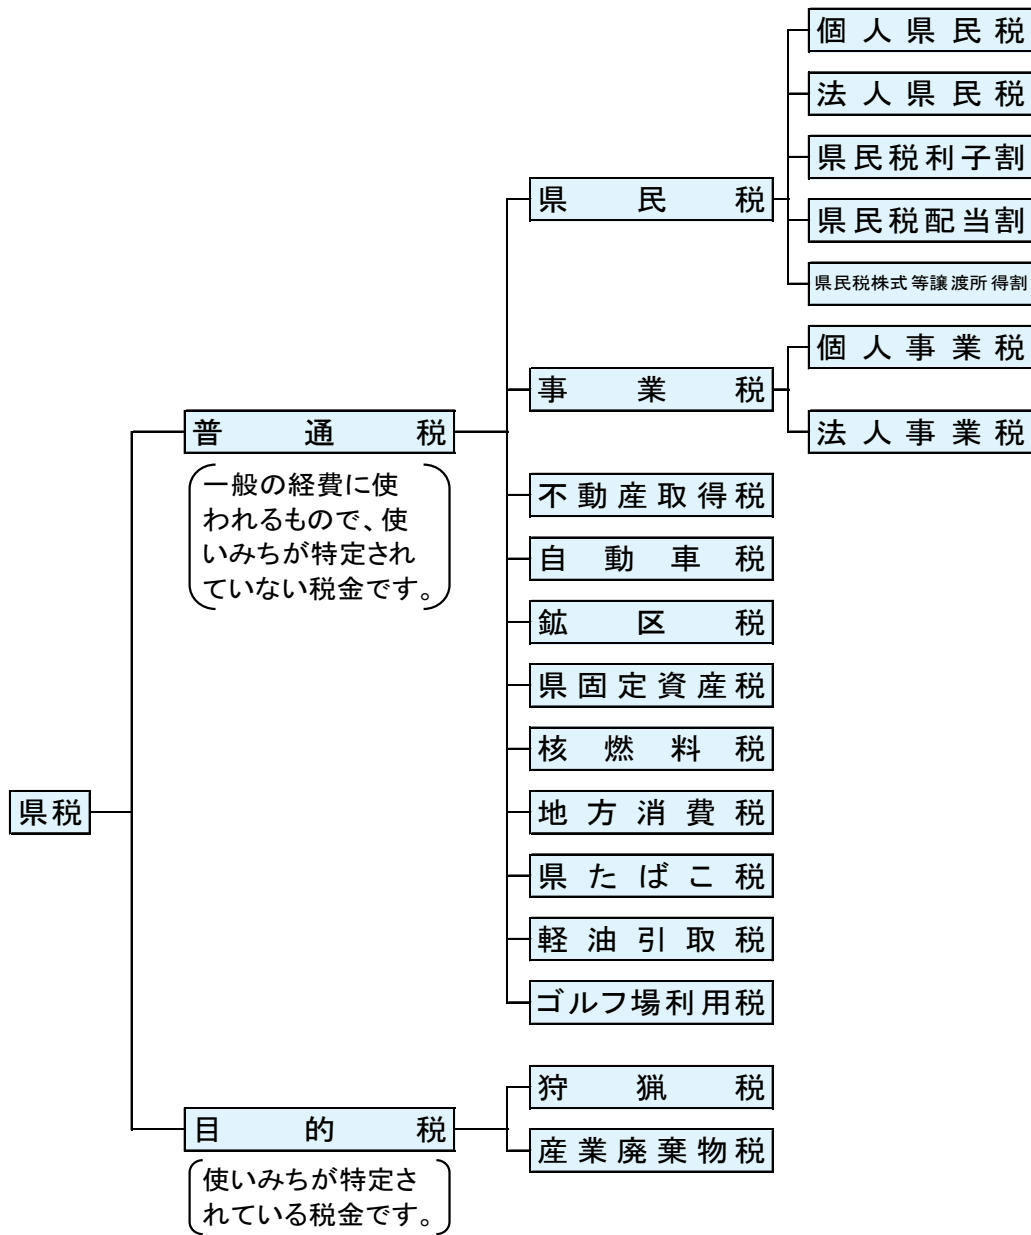 県税
普通税
一般の経費に使
われるもので、使
いみちが特定され
ていない税金です。
県民税
個人県民税
法人県民税
県民税利子割
県民税配当割
県民税株式等譲渡所得割
事業税
個人事業税
法人事業税
不動産取得税
自動車税
鉱区税
県固定資産税
核燃料税
地方消費税
県たばこ税
軽油引取税
ゴルフ場利用税
目的税
使いみちが特定さ
れている税金です。
狩猟税
産業廃棄物税